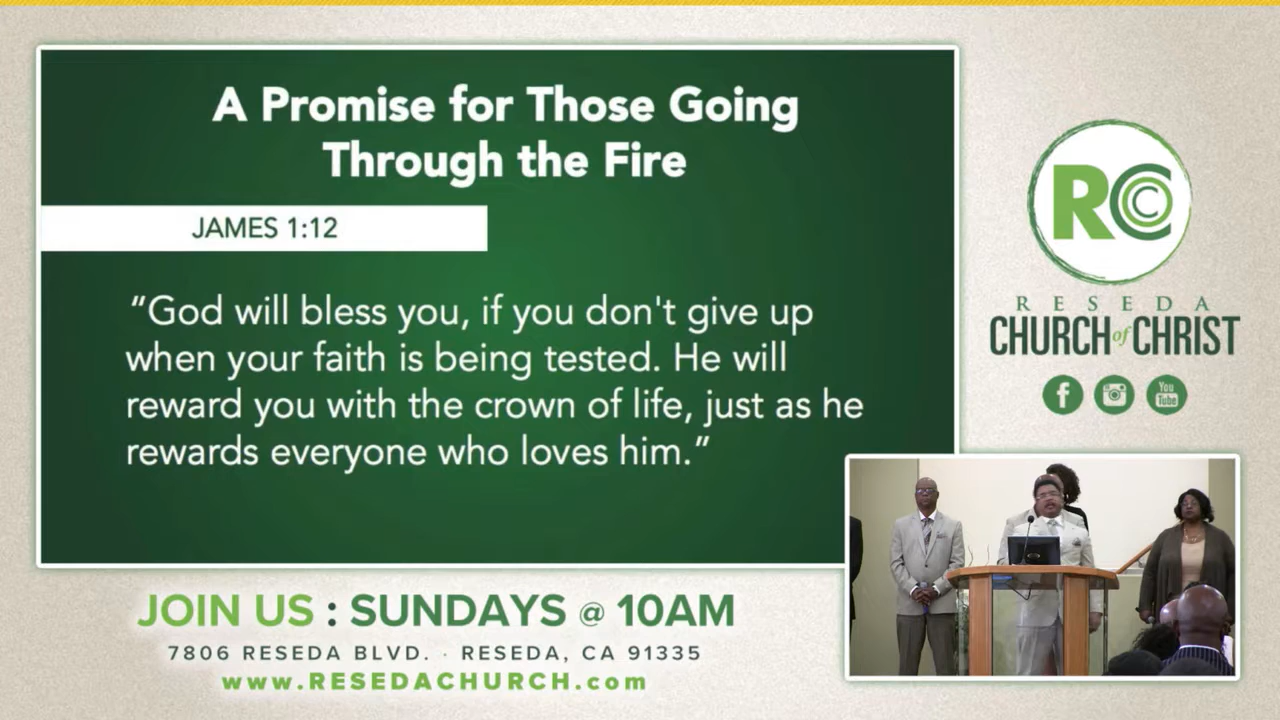 A Promise for Those Going
Through the Fire
JAMES 1:12
“God will bless you, if you don't give up
when your faith is being tested. He will
reward you with the crown of life, just as he
rewards everyone who loves him.”
RCC
RESEDA
CHURCH of CHRIST
f
You
Tube
JOIN US : SUNDAYS @ 10AM
7806 RESEDA BLVD. · RESEDA, CA 91335
www.RESEDACHURCH.com